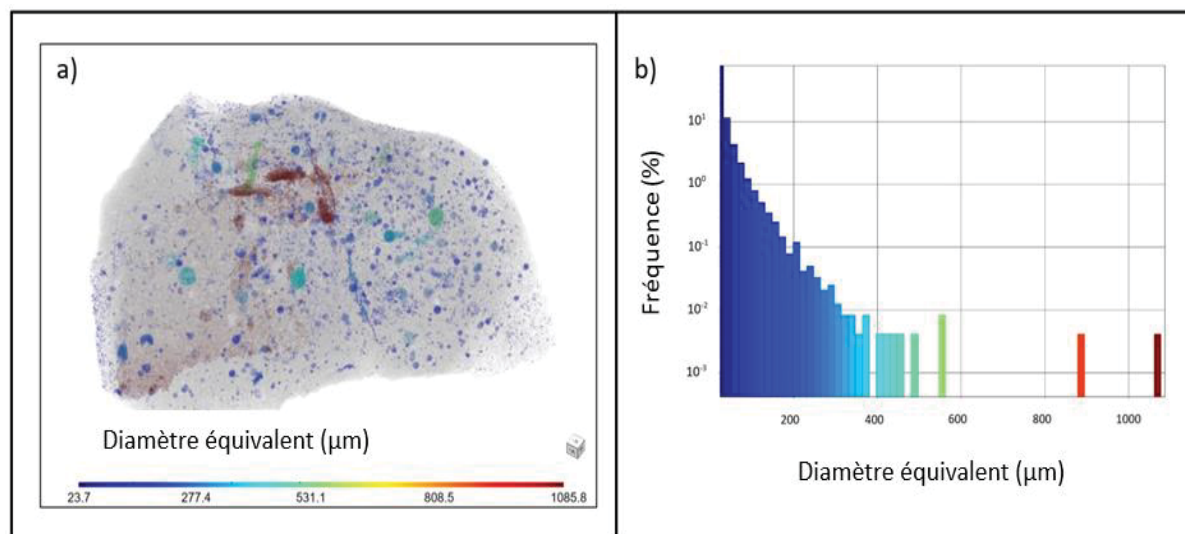 a)
Diamètre équivalent (µm)
23.7 277.4 531.1 808.5 1085.8
b)
Fréquence (%)
10¹
10⁰
10⁻¹
10⁻²
10⁻³
200 400 600 800 1000
Diamètre équivalent (µm)